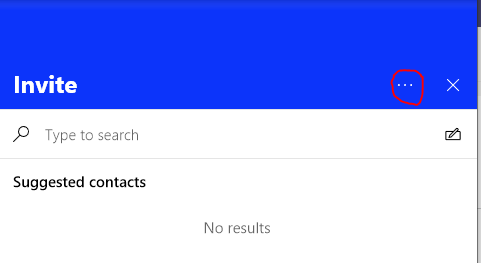 Invite
Type to search
Suggested contacts
No results